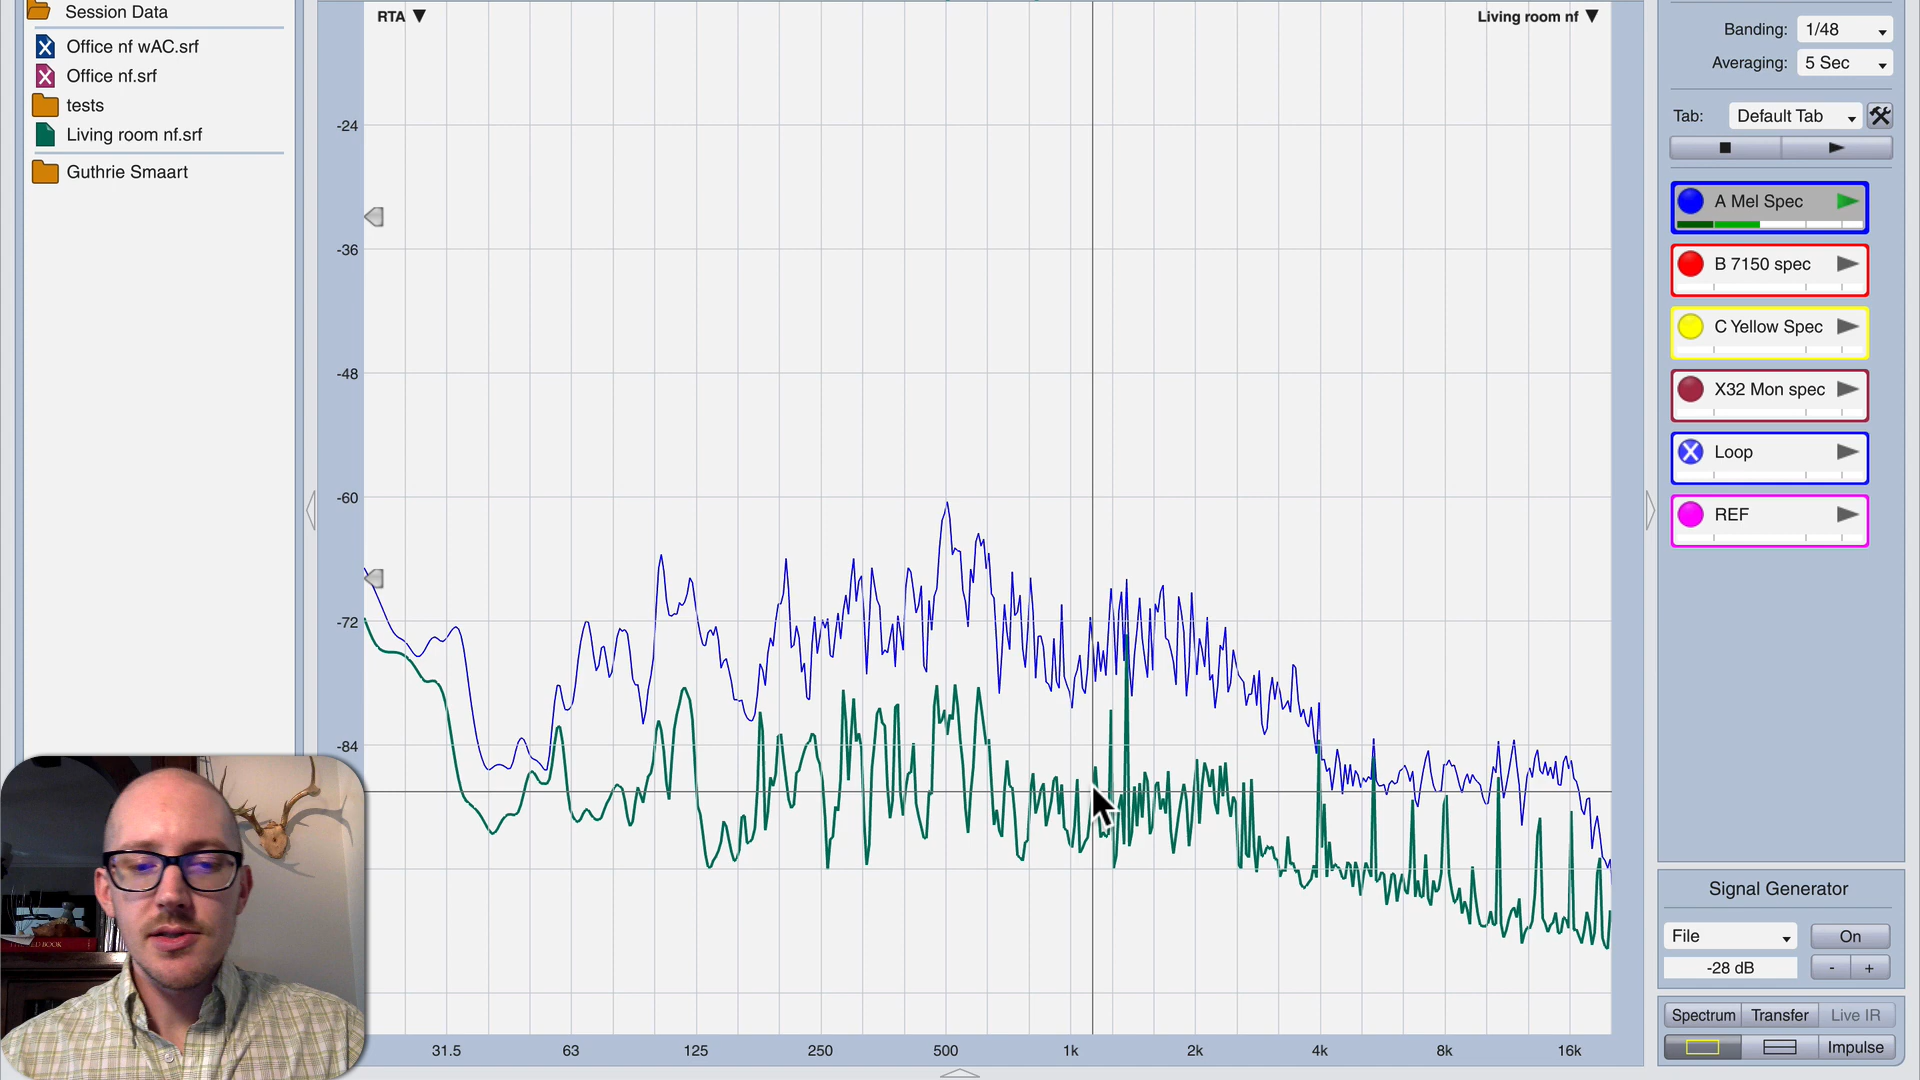 Session Data
Office nf wAC.srf
Office nf.srf
tests
Living room nf.srf
Guthrie Smaart
RTA ▼
Living room nf ▼
-24
-36
-48
-60
-72
-84
31.5
63
125
250
500
1k
2k
4k
8k
16k
Banding: 1/48
Averaging: 5 Sec
Tab: Default Tab
A Mel Spec
B 7150 spec
C Yellow Spec
X32 Mon spec
Loop
REF
Signal Generator
File
On
-28 dB
- +
Spectrum Transfer Live IR
Impulse